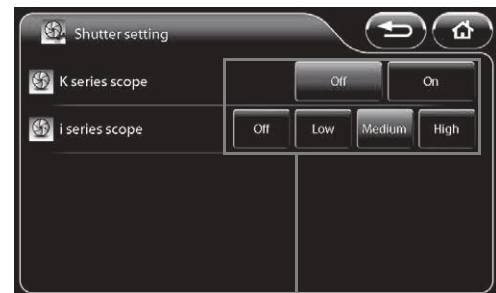 Shutter setting
K series scope Off On
i series scope Off Low Medium High